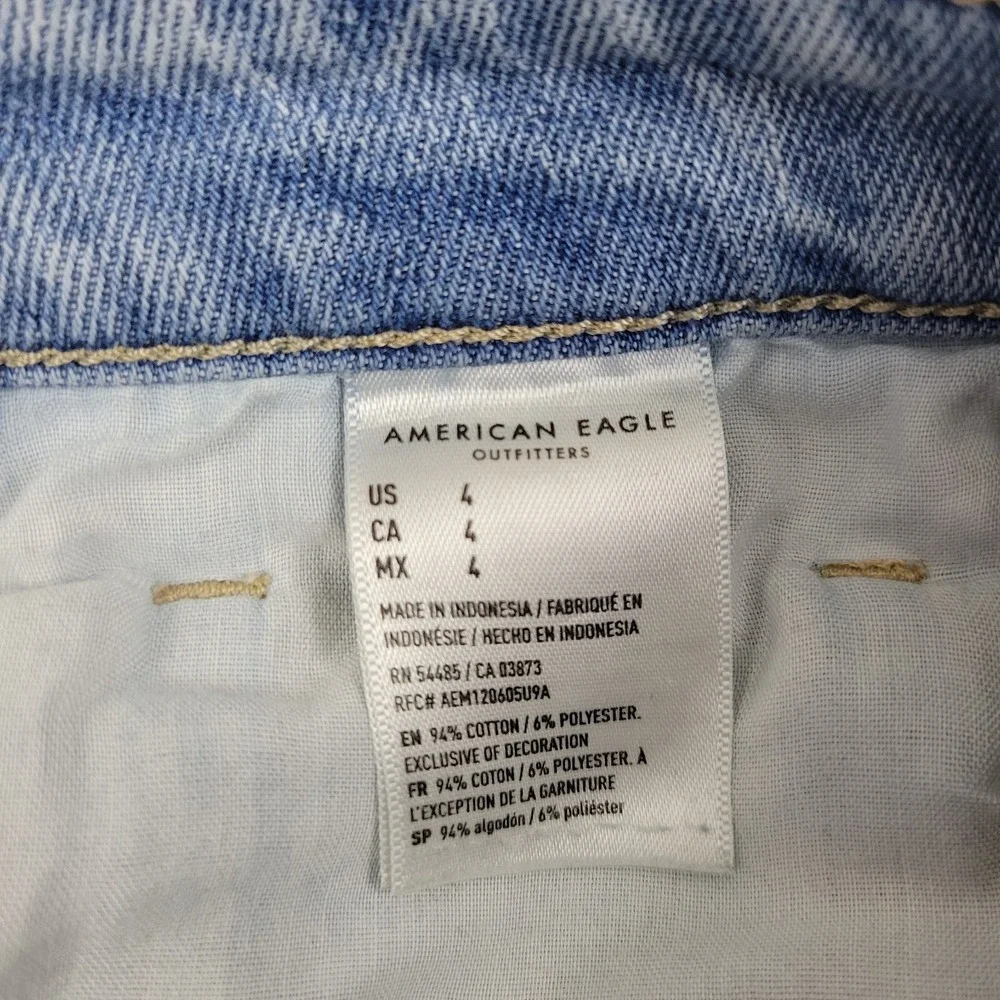 AMERICAN EAGLE
OUTFITTERS
US 4
CA 4
MX 4
MADE IN INDONESIA / FABRIQUÉ EN
INDONÉSIE / HECHO EN INDONESIA
RN 54485 / CA 03873
RFC# AEM120605U9A
EN 94% COTTON / 6% POLYESTER.
EXCLUSIVE OF DECORATION
FR 94% COTON / 6% POLYESTER. À
L'EXCEPTION DE LA GARNITURE
SP 94% algodón / 6% poliéster